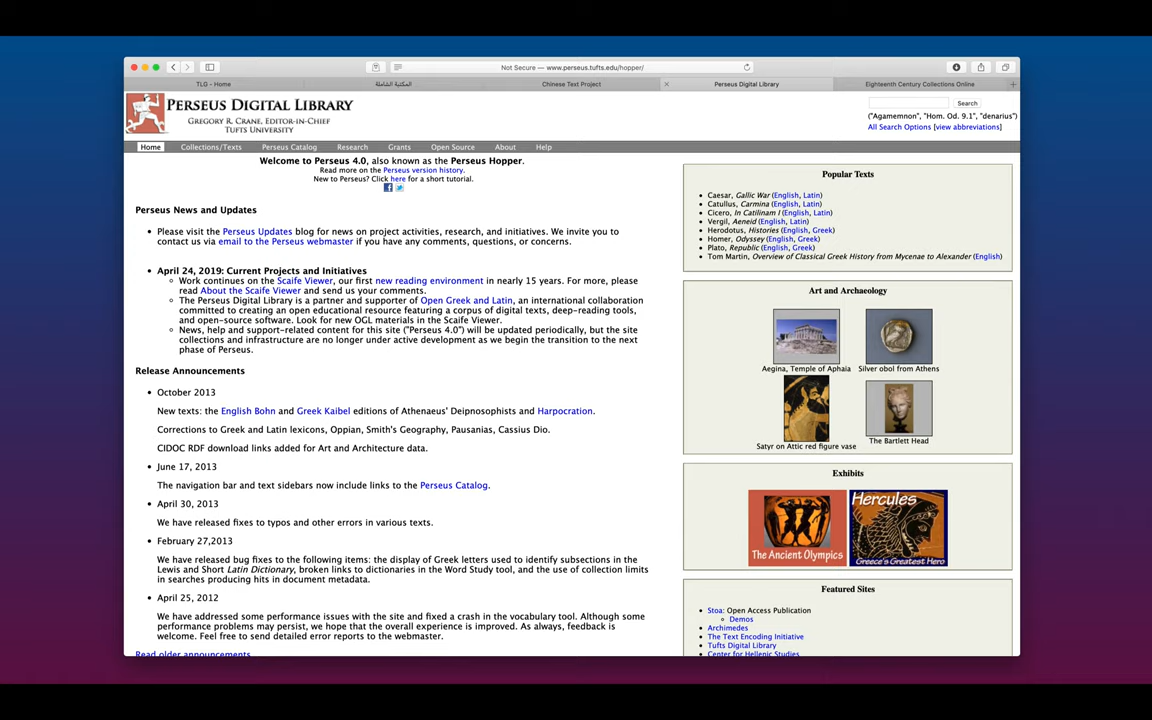 Not Secure — www.perseus.tufts.edu/hopper/
TLG - Home
المكتبة الشاملة
Chinese Text Project
Perseus Digital Library
Eighteenth Century Collections Online
PERSEUS DIGITAL LIBRARY
GREGORY R. CRANE, EDITOR-IN-CHIEF
TUFTS UNIVERSITY
Search
("Agamemnon", "Hom. Od. 9.1", "denarius")
All Search Options [view abbreviations]
Home
Collections/Texts
Perseus Catalog
Research
Grants
Open Source
About
Help
Welcome to Perseus 4.0, also known as the Perseus Hopper.
Read more on the Perseus version history.
New to Perseus? Click here for a short tutorial.
Perseus News and Updates
Please visit the Perseus Updates blog for news on project activities, research, and initiatives. We invite you to
contact us via email to the Perseus webmaster if you have any comments, questions, or concerns.
April 24, 2019: Current Projects and Initiatives
Work continues on the Scaife Viewer, our first new reading environment in nearly 15 years. For more, please
read About the Scaife Viewer and send us your comments.
The Perseus Digital Library is a partner and supporter of Open Greek and Latin, an international collaboration
committed to creating an open educational resource featuring a corpus of digital texts, deep-reading tools,
and open-source software. Look for new OGL materials in the Scaife Viewer.
News, help and support-related content for this site ("Perseus 4.0") will be updated periodically, but the site
collections and infrastructure are no longer under active development as we begin the transition to the next
phase of Perseus.
Release Announcements
October 2013
New texts: the English Bohn and Greek Kaibel editions of Athenaeus' Deipnosophists and Harpocration.
Corrections to Greek and Latin lexicons, Oppian, Smith's Geography, Pausanias, Cassius Dio.
CIDOC RDF download links added for Art and Architecture data.
June 17, 2013
The navigation bar and text sidebars now include links to the Perseus Catalog.
April 30, 2013
We have released fixes to typos and other errors in various texts.
February 27,2013
We have released bug fixes to the following items: the display of Greek letters used to identify subsections in the
Lewis and Short Latin Dictionary, broken links to dictionaries in the Word Study tool, and the use of collection limits
in searches producing hits in document metadata.
April 25, 2012
We have addressed some performance issues with the site and fixed a crash in the vocabulary tool. Although some
performance problems may persist, we hope that the overall experience is improved. As always, feedback is
welcome. Feel free to send detailed error reports to the webmaster.
Read older announcements
Popular Texts
Caesar, Gallic War (English, Latin)
Catullus, Carmina (English, Latin)
Cicero, In Catilinam I (English, Latin)
Vergil, Aeneid (English, Latin)
Herodotus, Histories (English, Greek)
Homer, Odyssey (English, Greek)
Plato, Republic (English, Greek)
Tom Martin, Overview of Classical Greek History from Mycenae to Alexander (English)
Art and Archaeology
Aegina, Temple of Aphaia
Silver obol from Athens
Satyr on Attic red figure vase
The Bartlett Head
Exhibits
The Ancient Olympics
Hercules
Greece's Greatest Hero
Featured Sites
Stoa: Open Access Publication
Demos
Archimedes
The Text Encoding Initiative
Tufts Digital Library
Center for Hellenic Studies